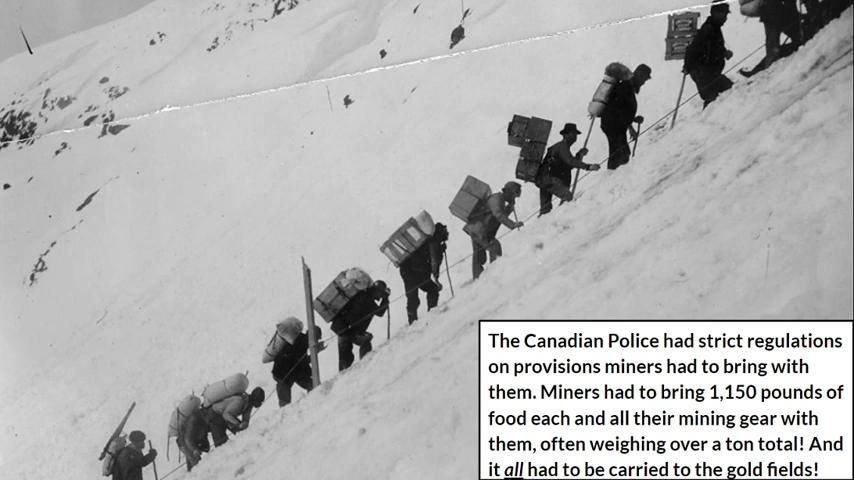 The Canadian Police had strict regulations
on provisions miners had to bring with
them. Miners had to bring 1,150 pounds of
food each and all their mining gear with
them, often weighing over a ton total! And
it all had to be carried to the gold fields!